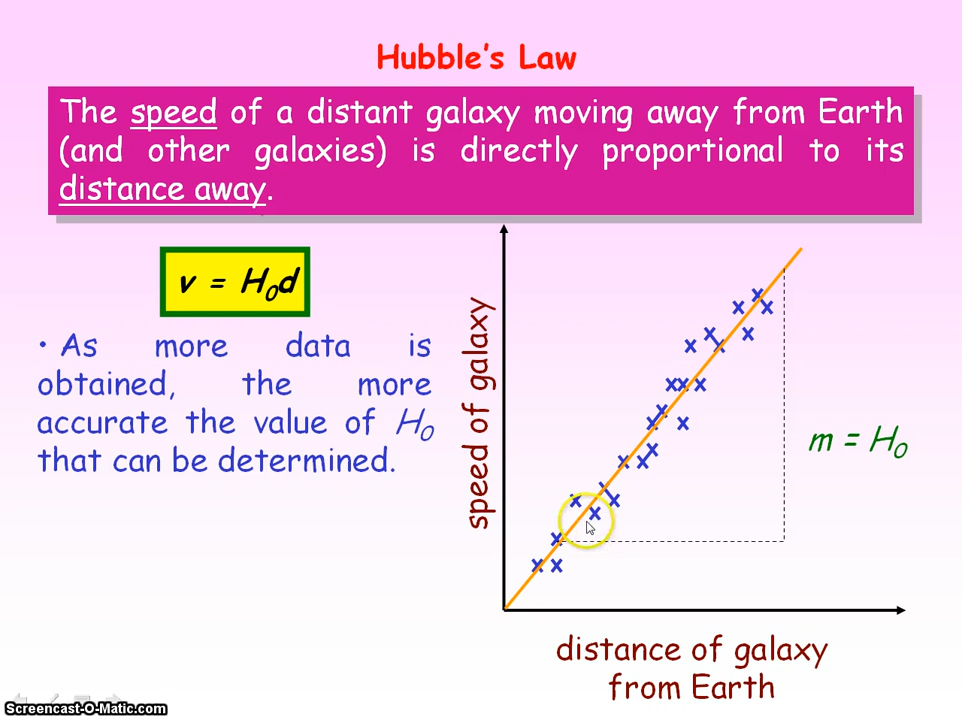 Hubble's Law
The speed of a distant galaxy moving away from Earth
(and other galaxies) is directly proportional to its
distance away.
v = H₀d
• As more data is
obtained, the more
accurate the value of H₀
that can be determined.
speed of galaxy
m = H₀
distance of galaxy
from Earth
Screencast-O-Matic.com